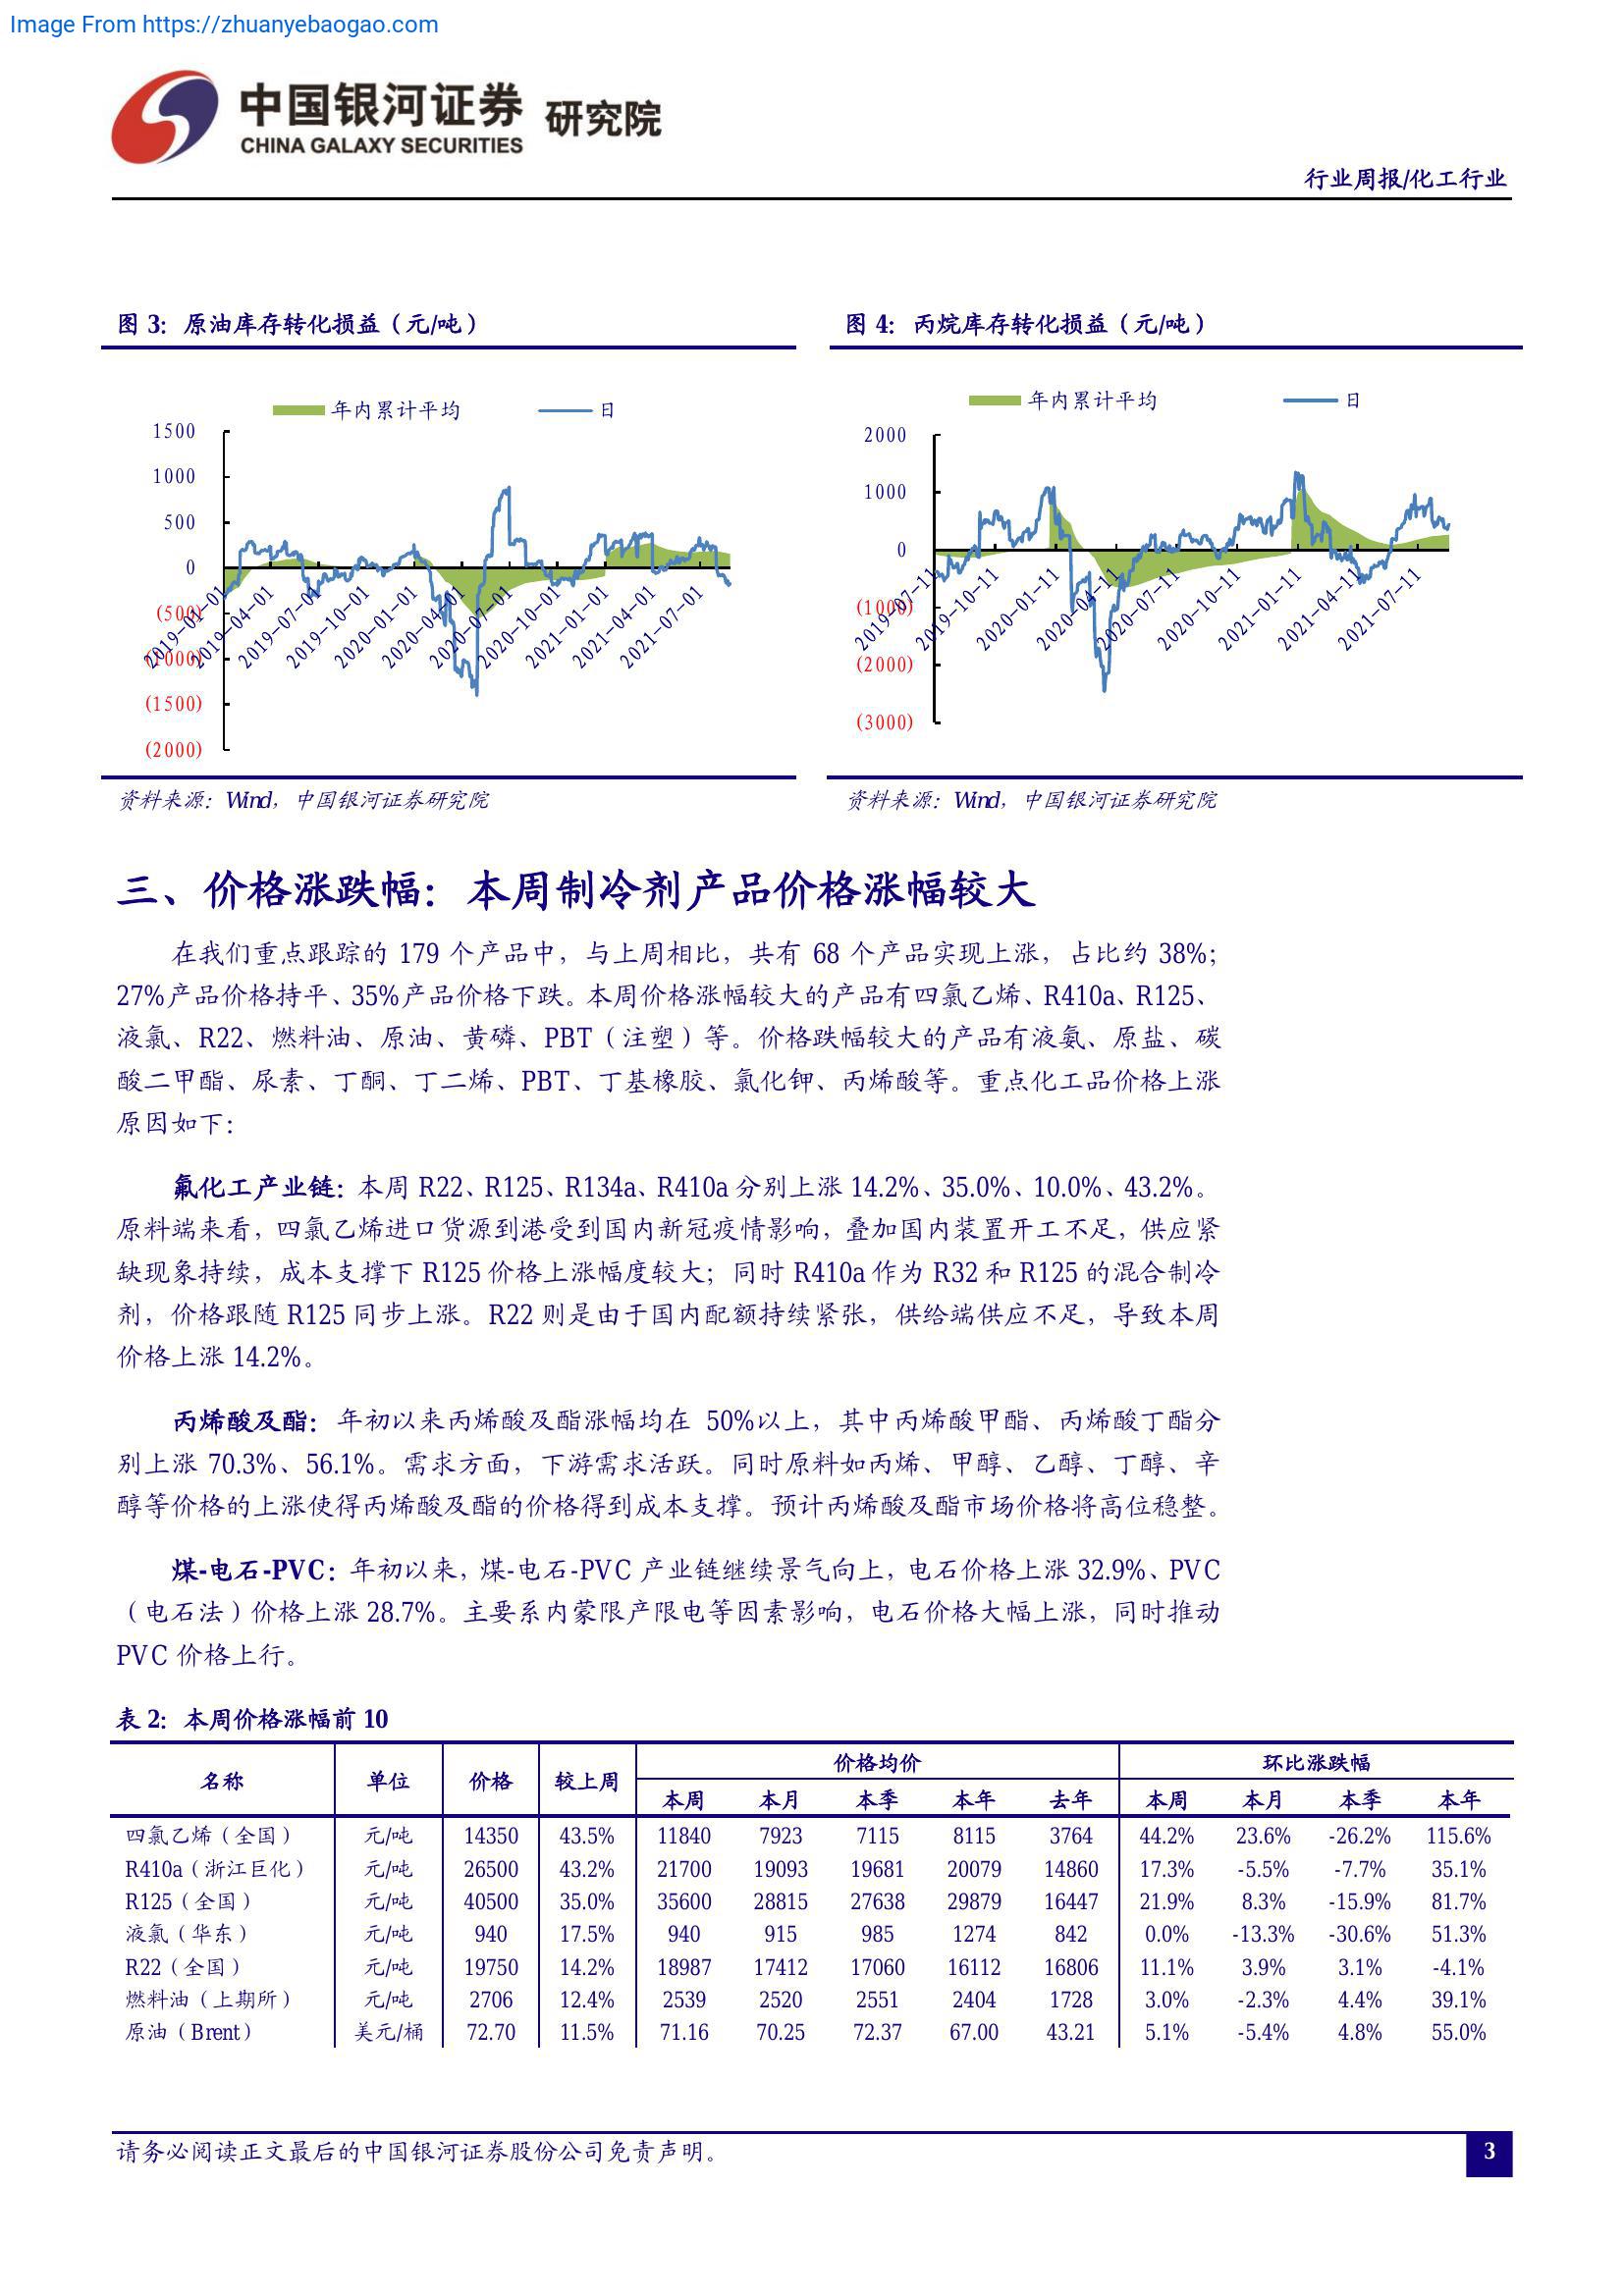 Image From https://zhuanyebaogao.com
中国银河证券 研究院
CHINA GALAXY SECURITIES
行业周报/化工行业
图 3：原油库存转化损益（元/吨）
年内累计平均 日
1500
1000
500
0
(500)
(1000)
(1500)
(2000)
2019-01-01
2019-04-01
2019-07-01
2019-10-01
2020-01-01
2020-04-01
2020-07-01
2020-10-01
2021-01-01
2021-04-01
2021-07-01
资料来源：Wind，中国银河证券研究院
图 4：丙烷库存转化损益（元/吨）
年内累计平均 日
2000
1000
0
(1000)
(2000)
(3000)
2019-07-11
2019-10-11
2020-01-11
2020-04-11
2020-07-11
2020-10-11
2021-01-11
2021-04-11
2021-07-11
资料来源：Wind，中国银河证券研究院
三、价格涨跌幅：本周制冷剂产品价格涨幅较大
在我们重点跟踪的 179 个产品中，与上周相比，共有 68 个产品实现上涨，占比约 38%；
27%产品价格持平、35%产品价格下跌。本周价格涨幅较大的产品有四氯乙烯、R410a、R125、
液氯、R22、燃料油、原油、黄磷、PBT（注塑）等。价格跌幅较大的产品有液氨、原盐、碳
酸二甲酯、尿素、丁酮、丁二烯、PBT、丁基橡胶、氯化钾、丙烯酸等。重点化工品价格上涨
原因如下：
氟化工产业链：本周 R22、R125、R134a、R410a 分别上涨 14.2%、35.0%、10.0%、43.2%。
原料端来看，四氯乙烯进口货源到港受到国内新冠疫情影响，叠加国内装置开工不足，供应紧
缺现象持续，成本支撑下 R125 价格上涨幅度较大；同时 R410a 作为 R32 和 R125 的混合制冷
剂，价格跟随 R125 同步上涨。R22 则是由于国内配额持续紧张，供给端供应不足，导致本周
价格上涨 14.2%。
丙烯酸及酯：年初以来丙烯酸及酯涨幅均在 50%以上，其中丙烯酸甲酯、丙烯酸丁酯分
别上涨 70.3%、56.1%。需求方面，下游需求活跃。同时原料如丙烯、甲醇、乙醇、丁醇、辛
醇等价格的上涨使得丙烯酸及酯的价格得到成本支撑。预计丙烯酸及酯市场价格将高位稳整。
煤-电石-PVC：年初以来，煤-电石-PVC 产业链继续景气向上，电石价格上涨 32.9%、PVC
（电石法）价格上涨 28.7%。主要系内蒙限产限电等因素影响，电石价格大幅上涨，同时推动
PVC 价格上行。
表 2：本周价格涨幅前 10
名称 单位 价格 较上周 价格均价 环比涨跌幅
本周 本月 本季 本年 去年 本周 本月 本季 本年
四氯乙烯（全国） 元/吨 14350 43.5% 11840 7923 7115 8115 3764 44.2% 23.6% -26.2% 115.6%
R410a（浙江巨化） 元/吨 26500 43.2% 21700 19093 19681 20079 14860 17.3% -5.5% -7.7% 35.1%
R125（全国） 元/吨 40500 35.0% 35600 28815 27638 29879 16447 21.9% 8.3% -15.9% 81.7%
液氯（华东） 元/吨 940 17.5% 940 915 985 1274 842 0.0% -13.3% -30.6% 51.3%
R22（全国） 元/吨 19750 14.2% 18987 17412 17060 16112 16806 11.1% 3.9% 3.1% -4.1%
燃料油（上期所） 元/吨 2706 12.4% 2539 2520 2551 2404 1728 3.0% -2.3% 4.4% 39.1%
原油（Brent） 美元/桶 72.70 11.5% 71.16 70.25 72.37 67.00 43.21 5.1% -5.4% 4.8% 55.0%
请务必阅读正文最后的中国银河证券股份公司免责声明。
3